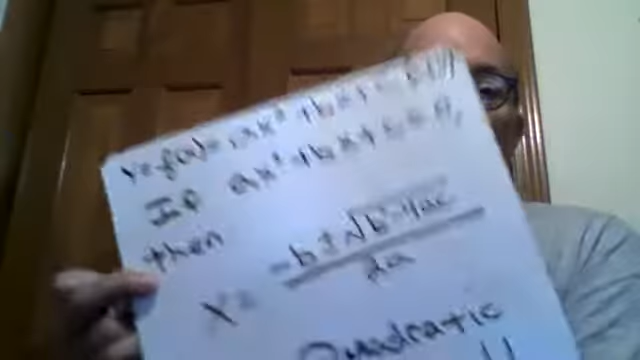 y = f(x) = ax² + bx + c
If ax² + bx + c = 0,
then
x = -b ± √b² - 4ac
2a
Quadratic